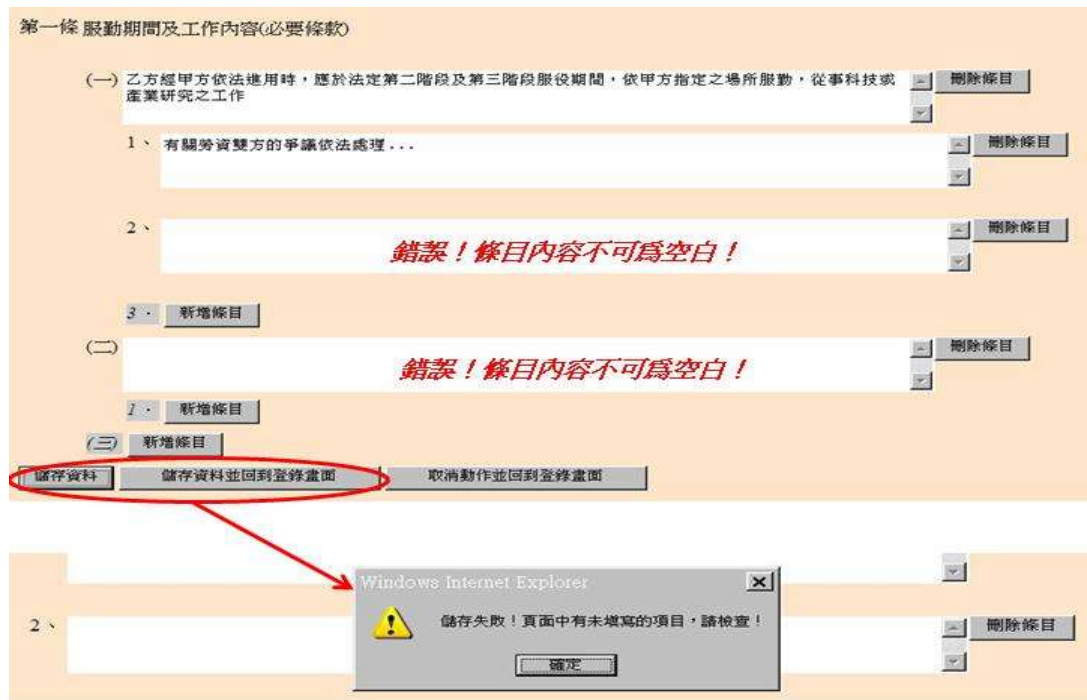 第一條 服勤期間及工作內容(必要條款)
(一) 乙方經甲方依法進用時，應於法定第二階段及第三階段服役期間，依甲方指定之場所服勤，從事科技或 刪除條目
產業研究之工作
1、 有關勞資雙方的爭議依法處理... 刪除條目
2、 刪除條目
錯誤！條目內容不可為空白！
3． 新增條目
(二) 刪除條目
錯誤！條目內容不可為空白！
1． 新增條目
(三) 新增條目
儲存資料 儲存資料並回到登錄畫面 取消動作並回到登錄畫面
Windows Internet Explorer
儲存失敗！頁面中有未填寫的項目，請檢查！
2、 刪除條目
確定